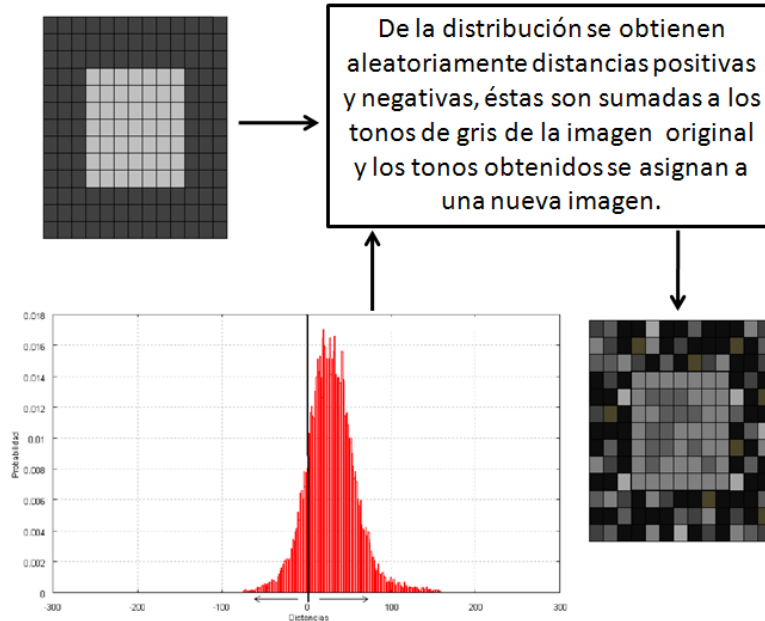 De la distribución se obtienen
aleatoriamente distancias positivas
y negativas, éstas son sumadas a los
tonos de gris de la imagen original
y los tonos obtenidos se asignan a
una nueva imagen.
0.018
0.016
0.014
0.012
0.01
0.008
0.006
0.004
0.002
0
Probabilidad
-300
-200
-100
0
100
200
300
Distancias